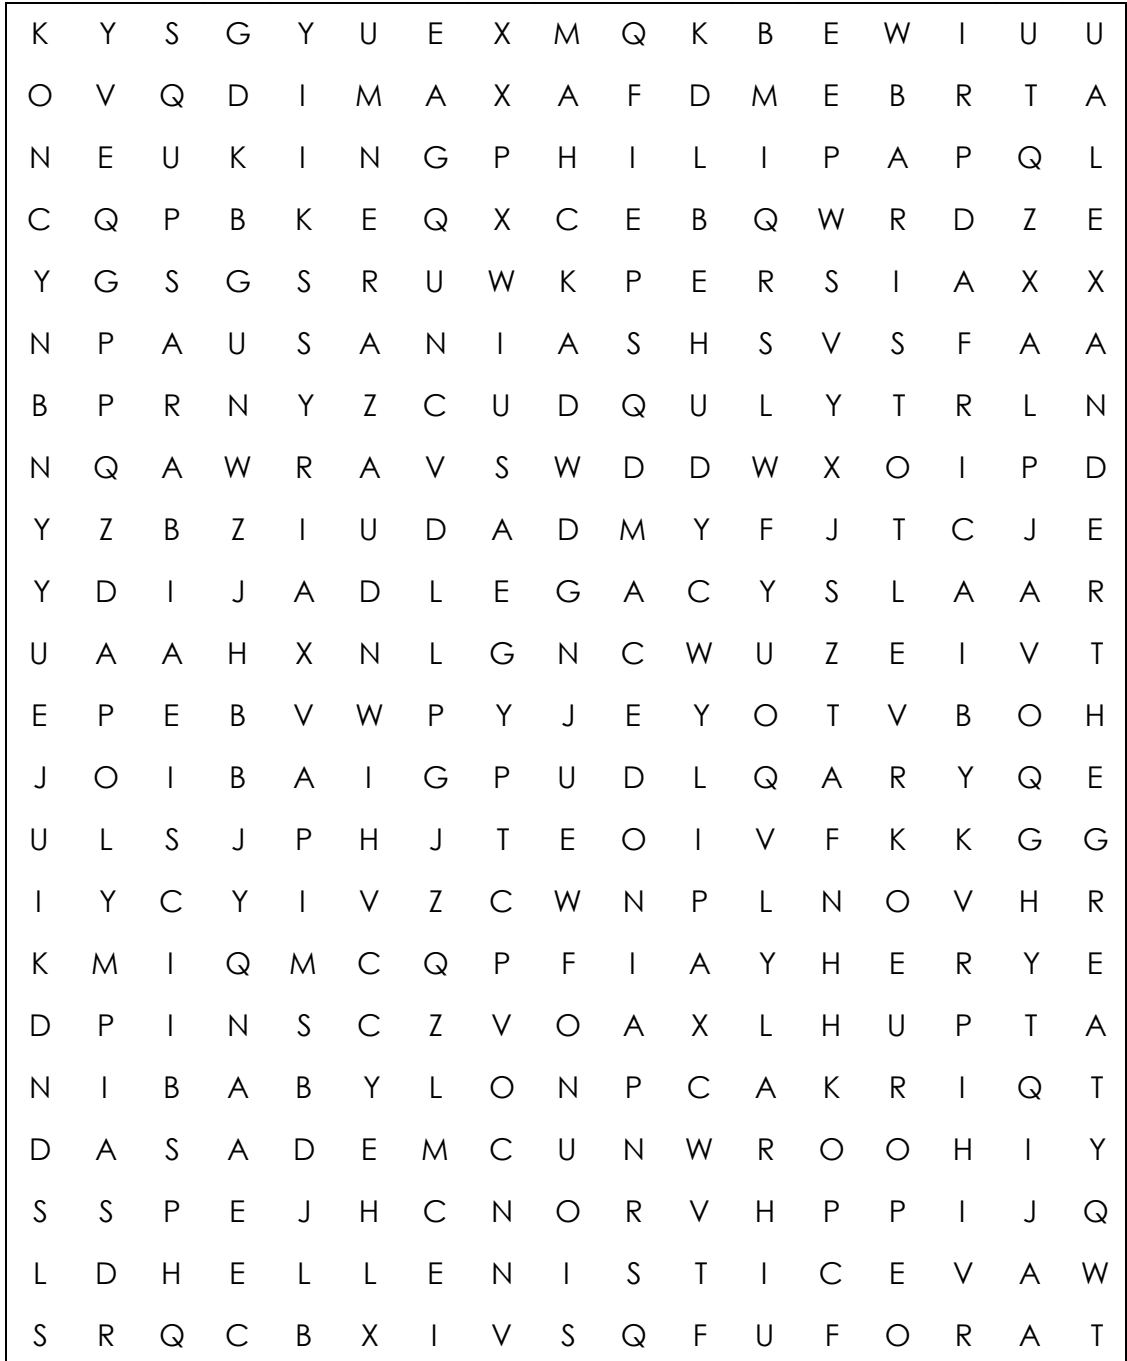 K Y S G Y U E X M Q K B E W I U U
O V Q D I M A X A F D M E B R T A
N E U K I N G P H I L I P A P Q L
C Q P B K E Q X C E B Q W R D Z E
Y G S G S R U W K P E R S I A X X
N P A U S A N I A S H S V S F A A
B P R N Y Z C U D Q U L Y T R L N
N Q A W R A V S W D D W X O I P D
Y Z B Z I U D A D M Y F J T C J E
Y D I J A D L E G A C Y S L A A R
U A A H X N L G N C W U Z E I V T
E P E B V W P Y J E Y O T V B O H
J O I B A I G P U D L Q A R Y Q E
U L S J P H J T E O I V F K K G G
I Y C Y I V Z C W N P L N O V H R
K M I Q M C Q P F I A Y H E R Y E
D P I N S C Z V O A X L H U P T A
N I B A B Y L O N P C A K R I Q T
D A S A D E M C U N W R O O H I Y
S S P E J H C N O R V H P P I J Q
L D H E L L E N I S T I C E V A W
S R Q C B X I V S Q F U F O R A T